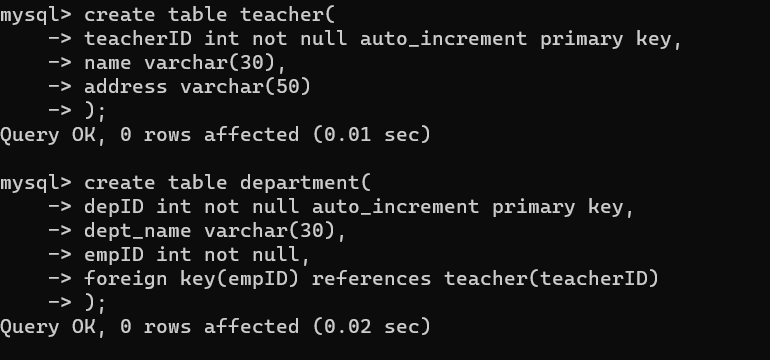 mysql> create table teacher(
    -> teacherID int not null auto_increment primary key,
    -> name varchar(30),
    -> address varchar(50)
    -> );
Query OK, 0 rows affected (0.01 sec)

mysql> create table department(
    -> depID int not null auto_increment primary key,
    -> dept_name varchar(30),
    -> empID int not null,
    -> foreign key(empID) references teacher(teacherID)
    -> );
Query OK, 0 rows affected (0.02 sec)